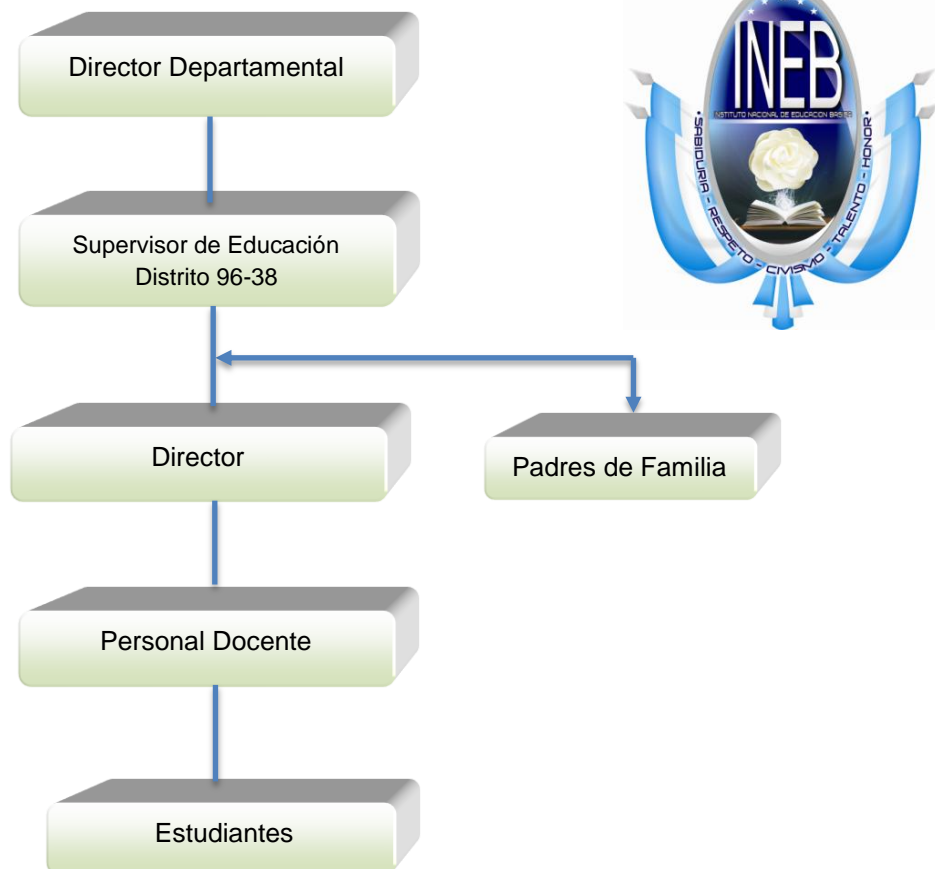 Director Departamental
INEB
INSTITUTO NACIONAL DE EDUCACION BASICA
• SABIDURIA - RESPETO - CIVISMO - TALENTO - HONOR •
Supervisor de Educación
Distrito 96-38
Director
Padres de Familia
Personal Docente
Estudiantes